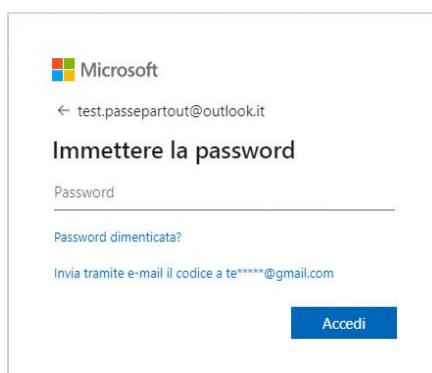 Microsoft
← test.passepartout@outlook.it
Immettere la password
Password
Password dimenticata?
Invia tramite e-mail il codice a te*****@gmail.com
Accedi